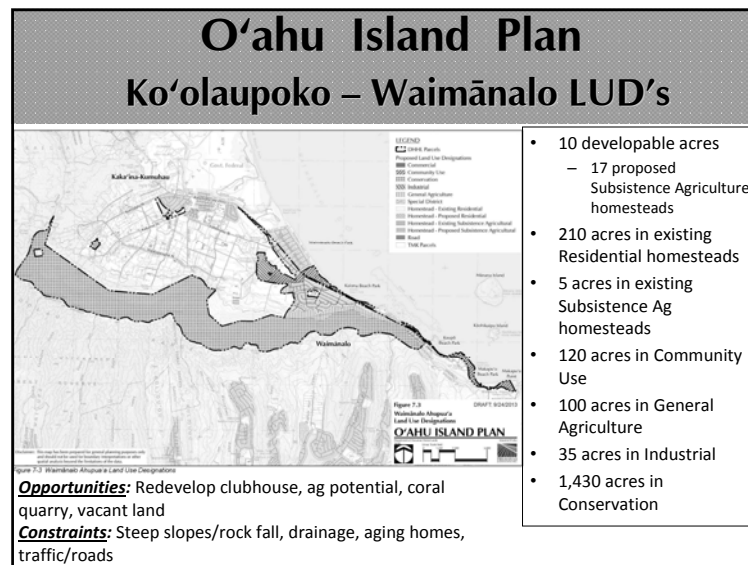 Oʻahu Island Plan
Koʻolaupoko – Waimānalo LUD's
LEGEND
DHHL Parcels
Proposed Land Use Designations
Commercial
Community Use
Conservation
Industrial
General Agriculture
Special District
Homestead - Existing Residential
Homestead - Proposed Residential
Homestead - Existing Subsistence Agricultural
Homestead - Proposed Subsistence Agricultural
Road
TMK Parcels
Waimānalo
Beach Park
Figure 7.3
DRAFT: 9/24/2013
Waimānalo Ahupuaʻa
Land Use Designations
OʻAHU ISLAND PLAN
Figure 7-3 Waimānalo Ahupuaʻa Land Use Designations
Opportunities: Redevelop clubhouse, ag potential, coral
quarry, vacant land
Constraints: Steep slopes/rock fall, drainage, aging homes,
traffic/roads
• 10 developable acres
– 17 proposed
Subsistence Agriculture
homesteads
• 210 acres in existing
Residential homesteads
• 5 acres in existing
Subsistence Ag
homesteads
• 120 acres in Community
Use
• 100 acres in General
Agriculture
• 35 acres in Industrial
• 1,430 acres in
Conservation